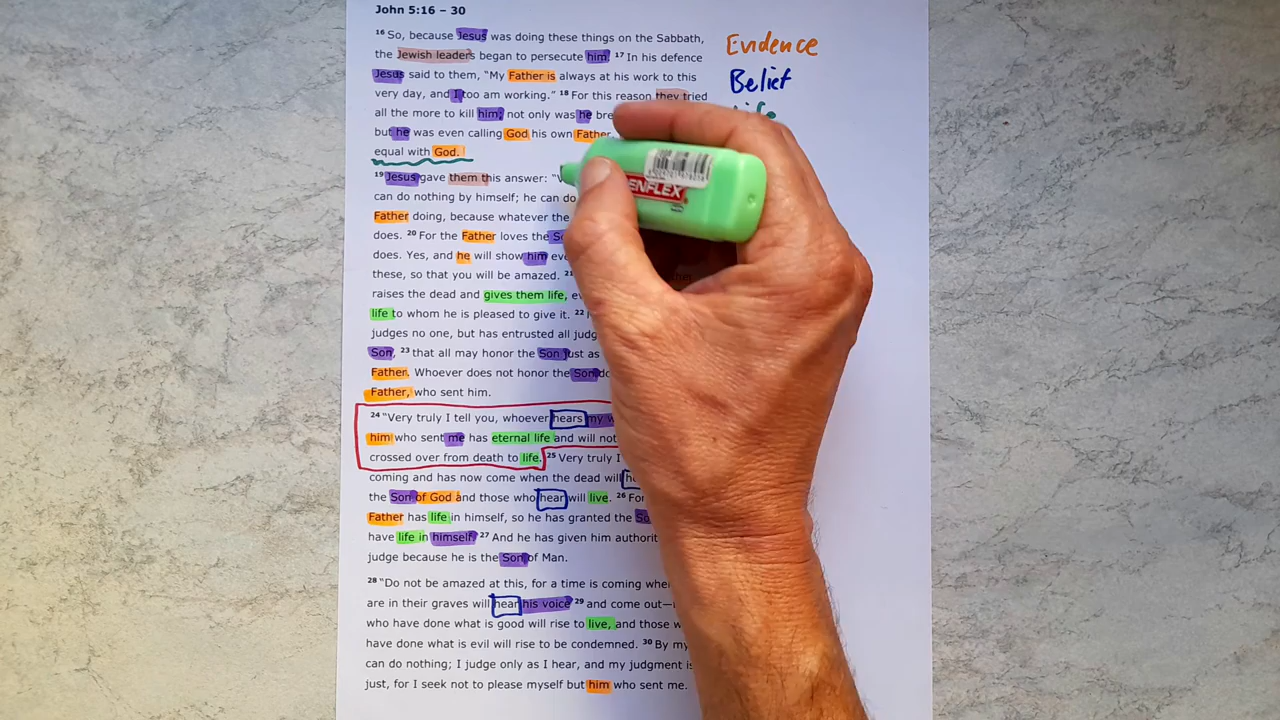 John 5:16 – 30
16 So, because Jesus was doing these things on the Sabbath,
the Jewish leaders began to persecute him. 17 In his defence
Jesus said to them, “My Father is always at his work to this
very day, and I too am working.” 18 For this reason they tried
all the more to kill him; not only was he
but he was even calling God his own Father,
equal with God.
19 Jesus gave them this answer:
can do nothing by himself; he can do
Father doing, because whatever the
does. 20 For the Father loves the
does. Yes, and he will show him
these, so that you will be amazed. 21
raises the dead and gives them life,
life to whom he is pleased to give it. 22
judges no one, but has entrusted all
Son, 23 that all may honor the Son just as
Father. Whoever does not honor the Son
Father, who sent him.
24 “Very truly I tell you, whoever hears my
him who sent me has eternal life and will not
crossed over from death to life. 25 Very truly I
coming and has now come when the dead will
the Son of God and those who hear will live. 26 For
Father has life in himself, so he has granted the
have life in himself. 27 And he has given him
judge because he is the Son of Man.
28 “Do not be amazed at this, for a time is coming
are in their graves will hear his voice 29 and come out—
who have done what is good will rise to live, and those
have done what is evil will rise to be condemned. 30 By
can do nothing; I judge only as I hear, and my judgment is
just, for I seek not to please myself but him who sent me.
Evidence
Belief